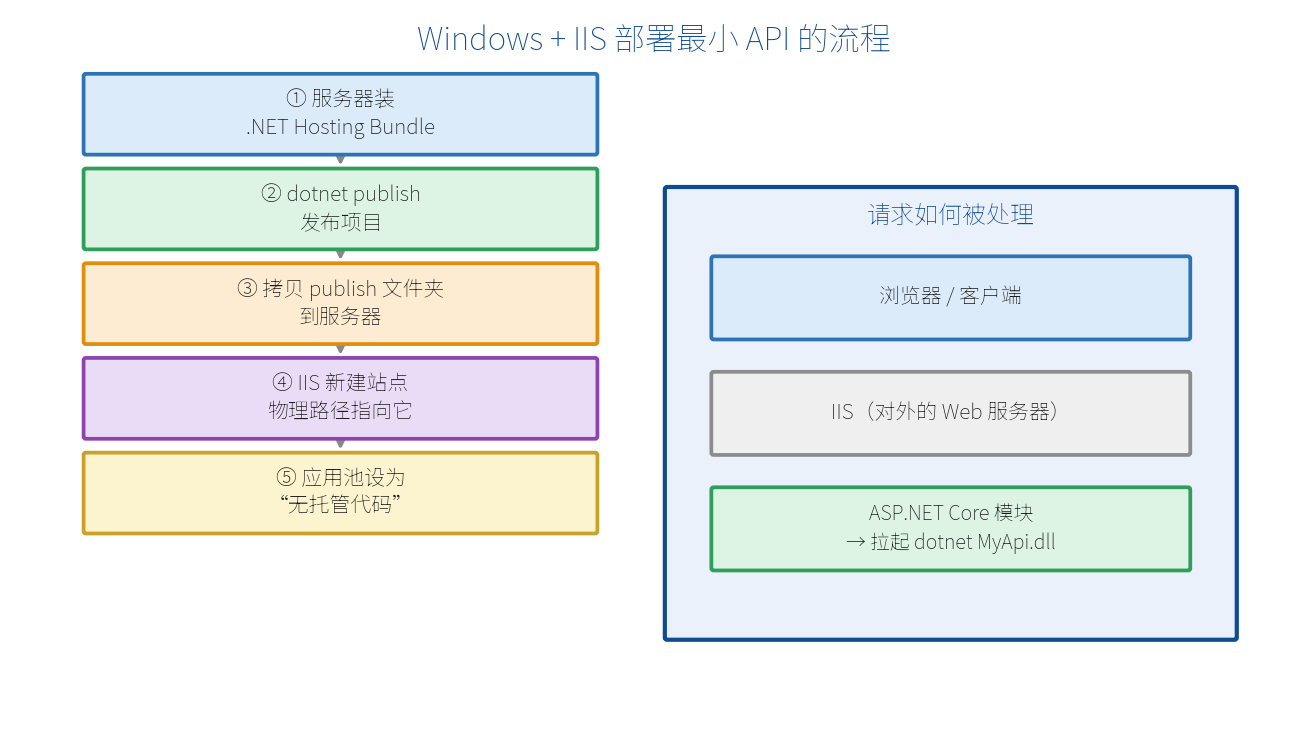 Windows + IIS 部署最小 API 的流程
① 服务器装
.NET Hosting Bundle
② dotnet publish
发布项目
③ 拷贝 publish 文件夹
到服务器
④ IIS 新建站点
物理路径指向它
⑤ 应用池设为
“无托管代码”
请求如何被处理
浏览器 / 客户端
IIS（对外的 Web 服务器）
ASP.NET Core 模块
→ 拉起 dotnet MyApi.dll